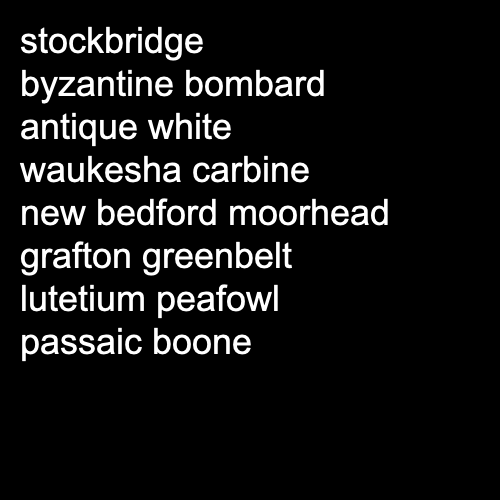 stockbridge
byzantine bombard
antique white
waukesha carbine
new bedford moorhead
grafton greenbelt
lutetium peafowl
passaic boone